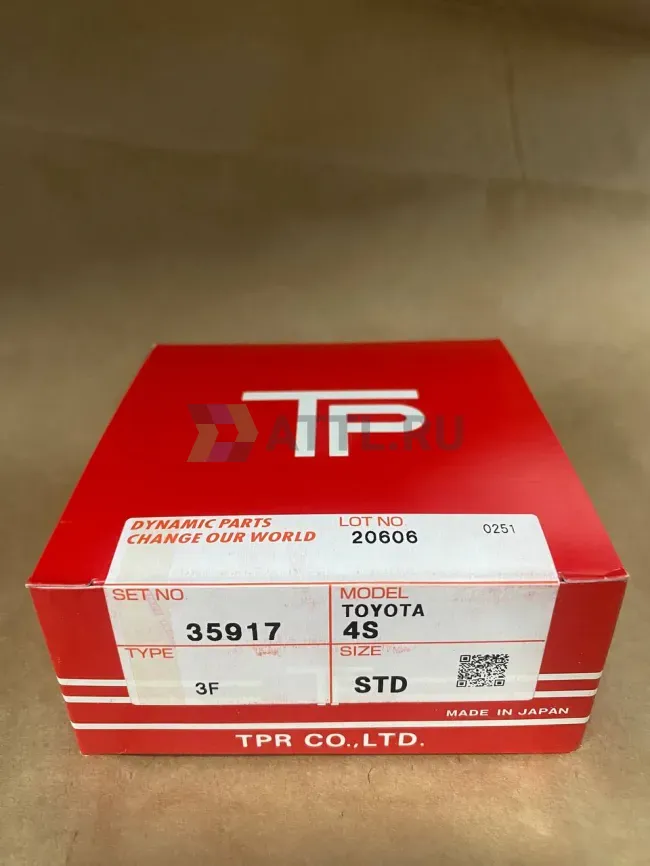 TP
ATTL.RU
DYNAMIC PARTS
CHANGE OUR WORLD
LOT NO
20606
0251
SET NO
35917
MODEL
TOYOTA
4S
TYPE
3F
SIZE
STD
MADE IN JAPAN
TPR CO.,LTD.